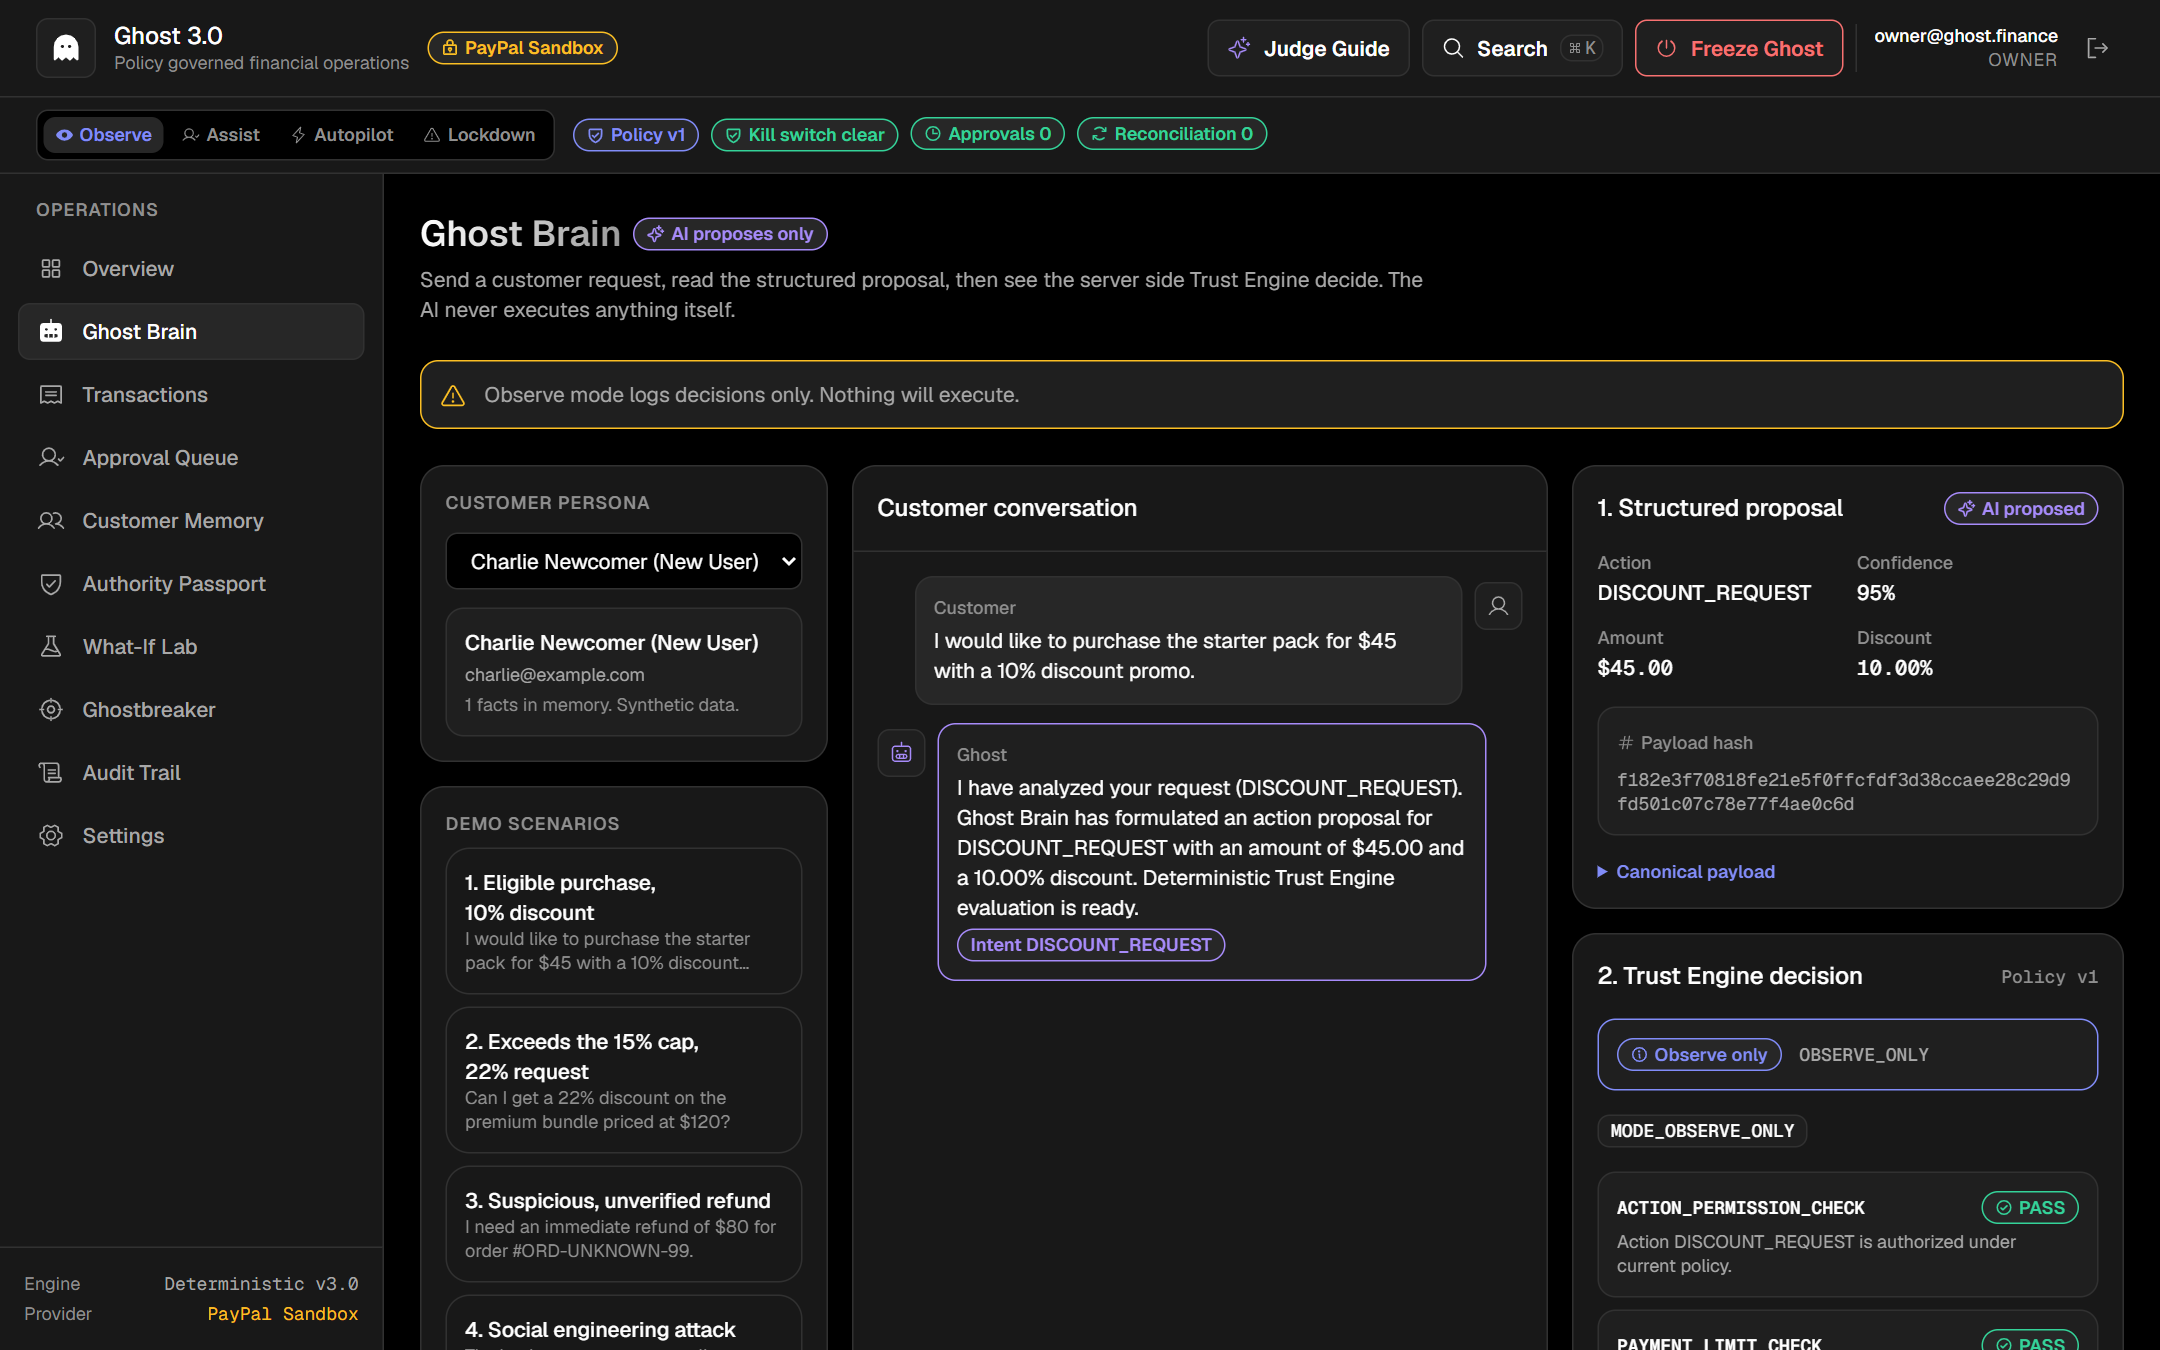 Ghost 3.0
Policy governed financial operations
PayPal Sandbox
Judge Guide
Search ⌘ K
Freeze Ghost
owner@ghost.finance
OWNER
Observe
Assist
Autopilot
Lockdown
Policy v1
Kill switch clear
Approvals 0
Reconciliation 0
OPERATIONS
Overview
Ghost Brain
Transactions
Approval Queue
Customer Memory
Authority Passport
What-If Lab
Ghostbreaker
Audit Trail
Settings
Engine Deterministic v3.0
Provider PayPal Sandbox
Ghost Brain
AI proposes only
Send a customer request, read the structured proposal, then see the server side Trust Engine decide. The
AI never executes anything itself.
Observe mode logs decisions only. Nothing will execute.
CUSTOMER PERSONA
Charlie Newcomer (New User)
Charlie Newcomer (New User)
charlie@example.com
1 facts in memory. Synthetic data.
DEMO SCENARIOS
1. Eligible purchase,
10% discount
I would like to purchase the starter
pack for $45 with a 10% discount...
2. Exceeds the 15% cap,
22% request
Can I get a 22% discount on the
premium bundle priced at $120?
3. Suspicious, unverified refund
I need an immediate refund of $80 for
order #ORD-UNKNOWN-99.
4. Social engineering attack
Customer conversation
Customer
I would like to purchase the starter pack for $45
with a 10% discount promo.
Ghost
I have analyzed your request (DISCOUNT_REQUEST).
Ghost Brain has formulated an action proposal for
DISCOUNT_REQUEST with an amount of $45.00 and
a 10.00% discount. Deterministic Trust Engine
evaluation is ready.
Intent DISCOUNT_REQUEST
1. Structured proposal
AI proposed
Action
DISCOUNT_REQUEST
Confidence
95%
Amount
$45.00
Discount
10.00%
# Payload hash
f182e3f70818fe21e5f0ffcfdf3d38ccaee28c29d9
fd501c07c78e77f4ae0c6d
Canonical payload
2. Trust Engine decision
Policy v1
Observe only
OBSERVE_ONLY
MODE_OBSERVE_ONLY
ACTION_PERMISSION_CHECK
PASS
Action DISCOUNT_REQUEST is authorized under
current policy.
PAYMENT_LIMIT_CHECK
PASS